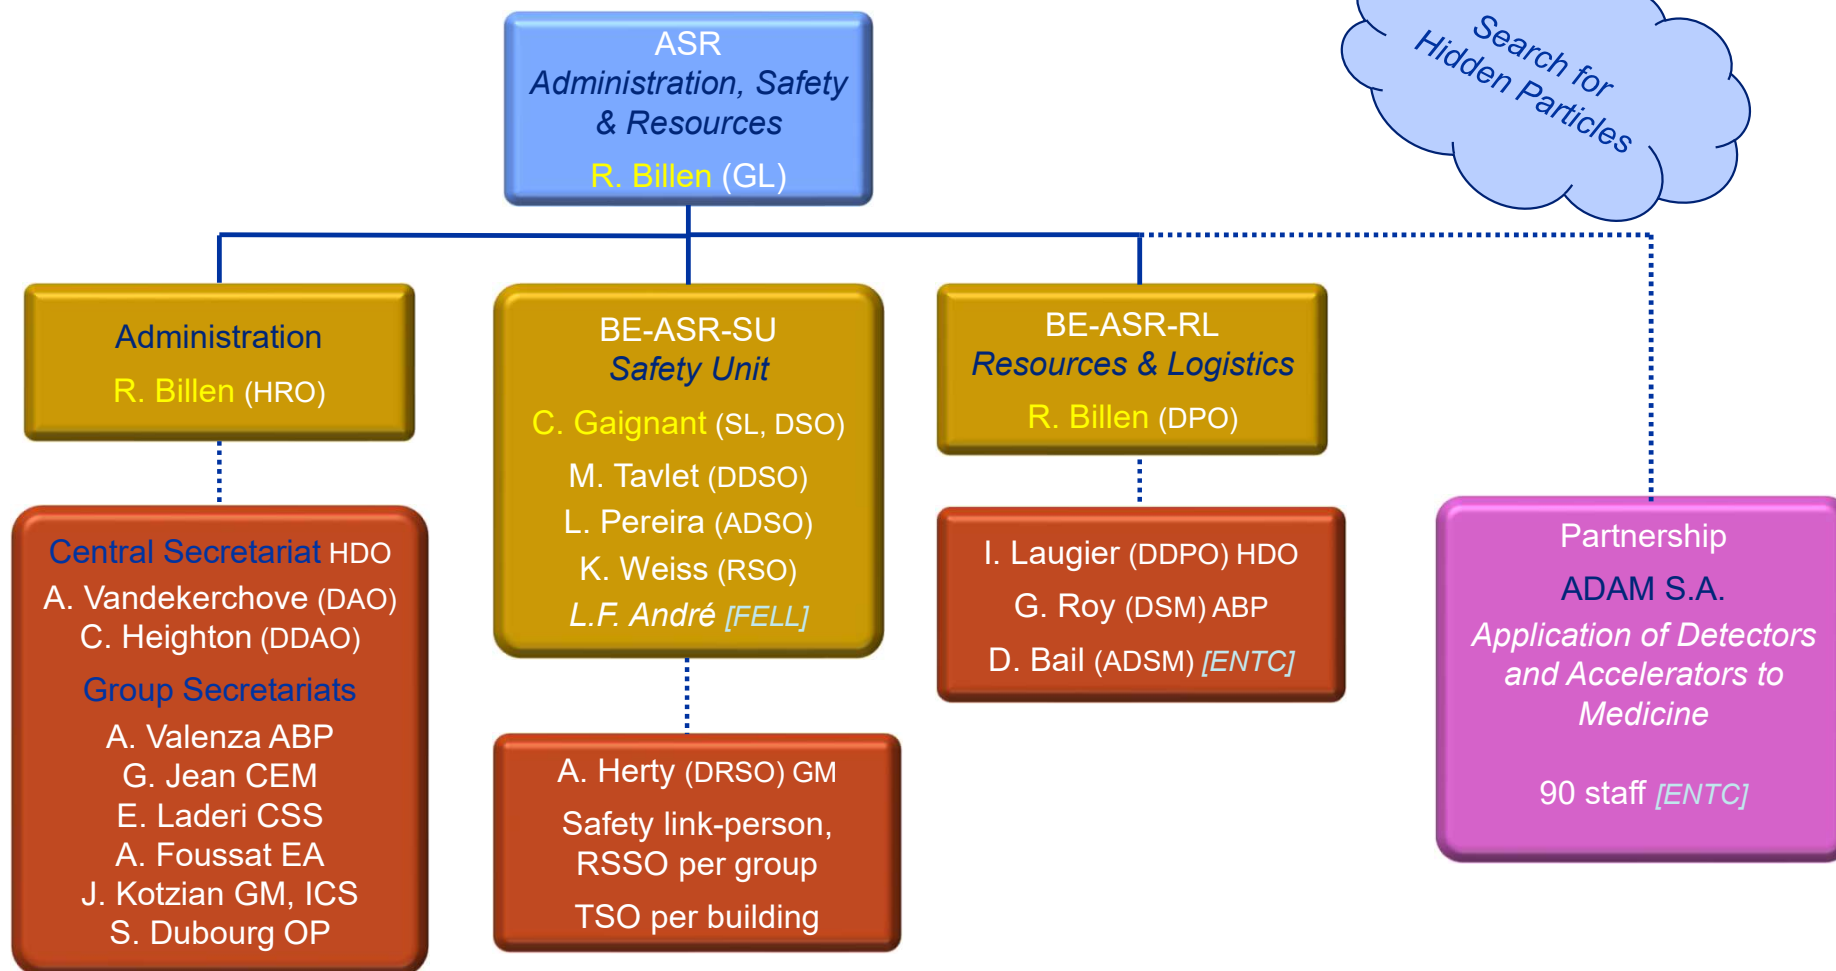 ASR
Administration, Safety
& Resources
R. Billen (GL)
Search for
Hidden Particles
Administration
R. Billen (HRO)
BE-ASR-SU
Safety Unit
C. Gaignant (SL, DSO)
M. Tavlet (DDSO)
L. Pereira (ADSO)
K. Weiss (RSO)
L.F. André [FELL]
BE-ASR-RL
Resources & Logistics
R. Billen (DPO)
Central Secretariat HDO
A. Vandekerchove (DAO)
C. Heighton (DDAO)
Group Secretariats
A. Valenza ABP
G. Jean CEM
E. Laderi CSS
A. Foussat EA
J. Kotzian GM, ICS
S. Dubourg OP
A. Herty (DRSO) GM
Safety link-person,
RSSO per group
TSO per building
I. Laugier (DDPO) HDO
G. Roy (DSM) ABP
D. Bail (ADSM) [ENTC]
Partnership
ADAM S.A.
Application of Detectors
and Accelerators to
Medicine
90 staff [ENTC]